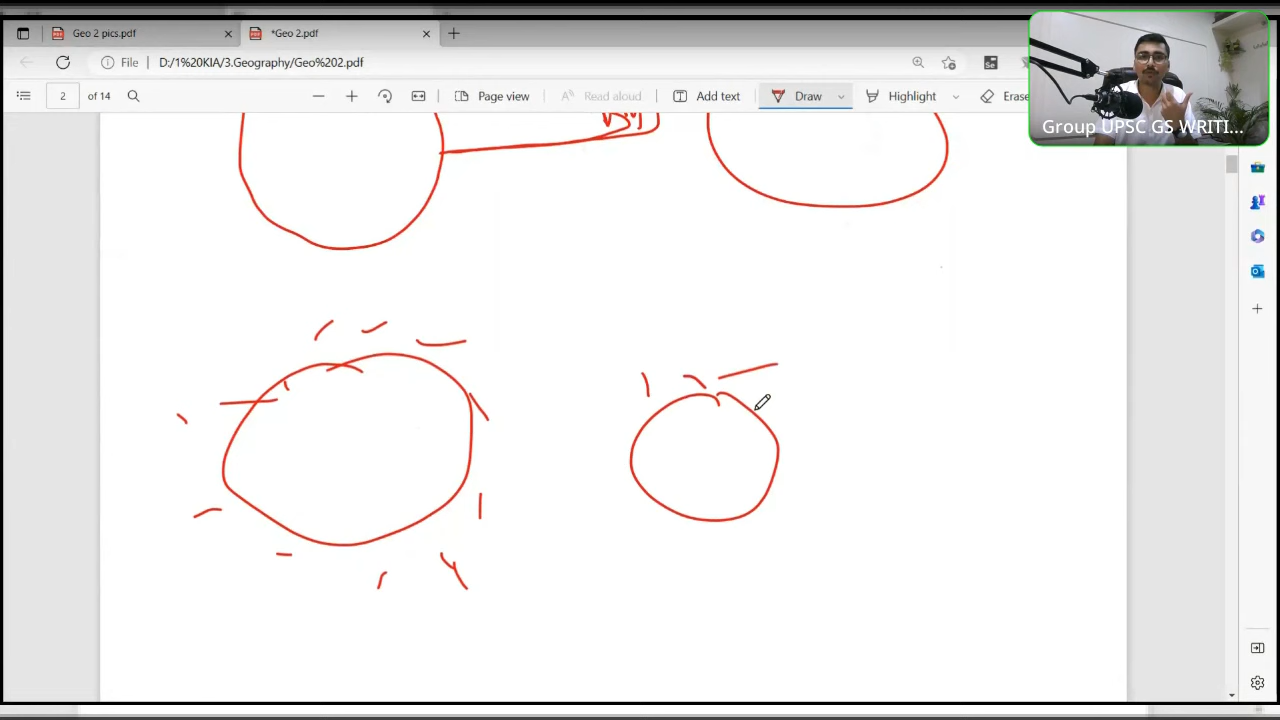 Geo 2 pics.pdf
*Geo 2.pdf
File
D:/1%20KIA/3.Geography/Geo%202.pdf
2 of 14
Page view
Read aloud
Add text
Draw
Highlight
Erase
Group UPSC GS WRITI...